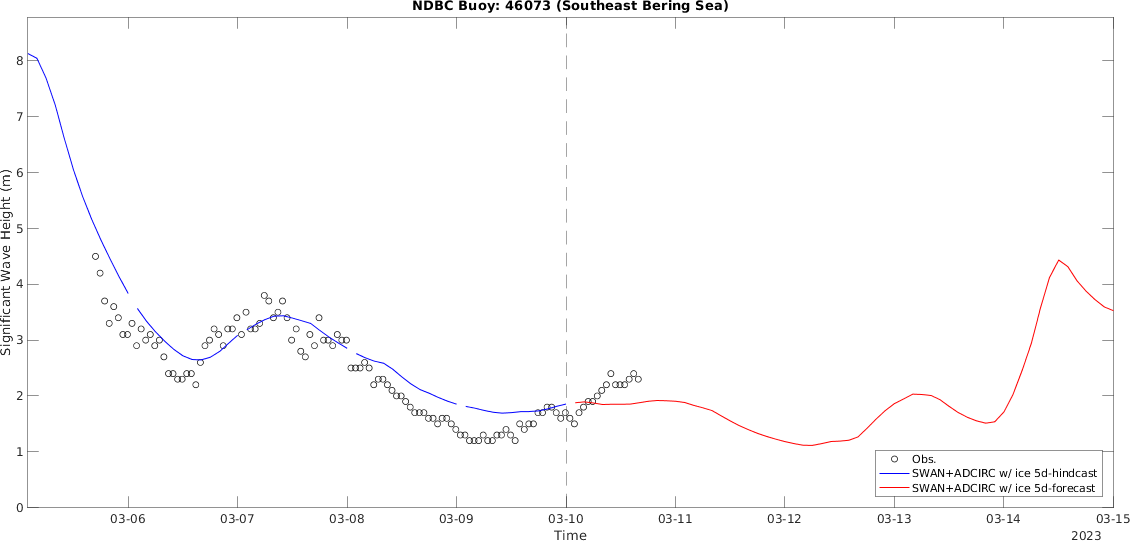 NDBC Buoy: 46073 (Southeast Bering Sea)
Significant Wave Height (m)
8
7
6
5
4
3
2
1
0
Obs.
SWAN+ADCIRC w/ ice 5d-hindcast
SWAN+ADCIRC w/ ice 5d-forecast
03-06 03-07 03-08 03-09 03-10 03-11 03-12 03-13 03-14 03-15
Time
2023